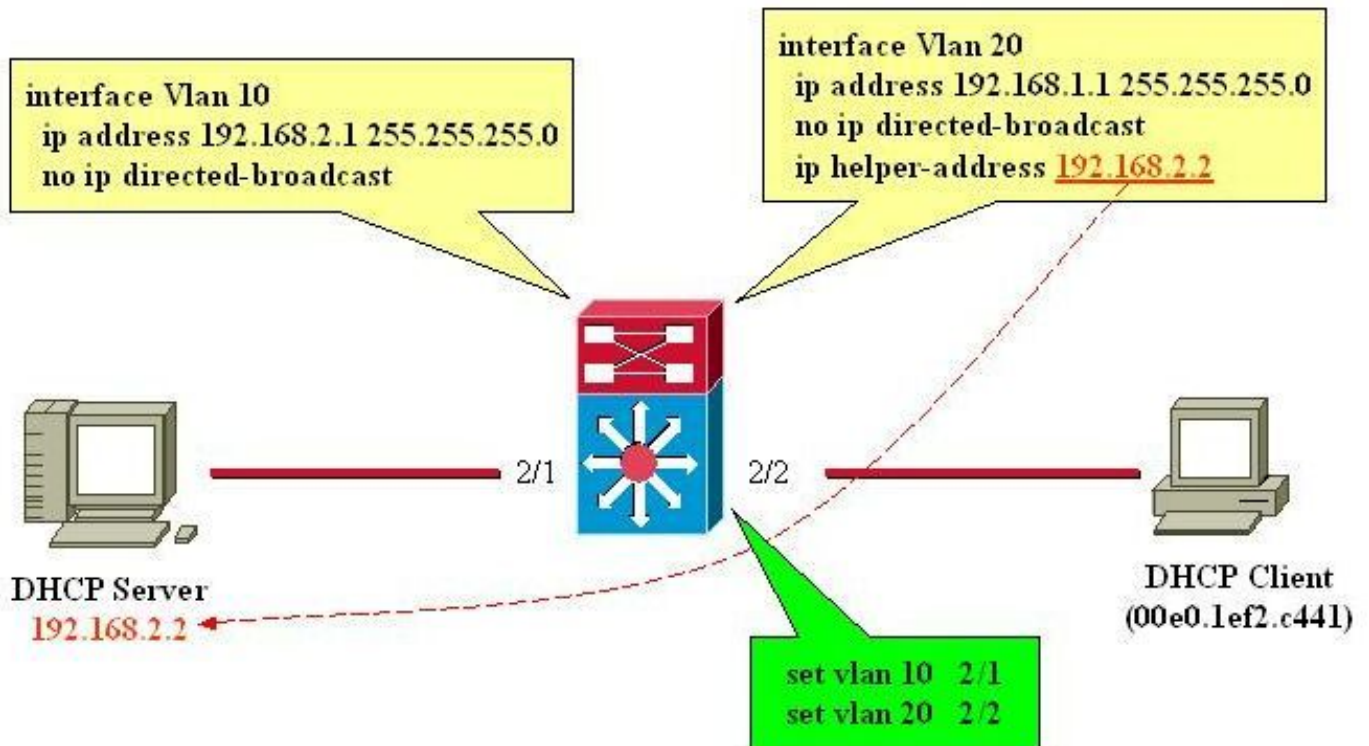 interface Vlan 10
ip address 192.168.2.1 255.255.255.0
no ip directed-broadcast
interface Vlan 20
ip address 192.168.1.1 255.255.255.0
no ip directed-broadcast
ip helper-address 192.168.2.2
2/1
2/2
DHCP Server
192.168.2.2
DHCP Client
(00e0.1ef2.c441)
set vlan 10 2/1
set vlan 20 2/2